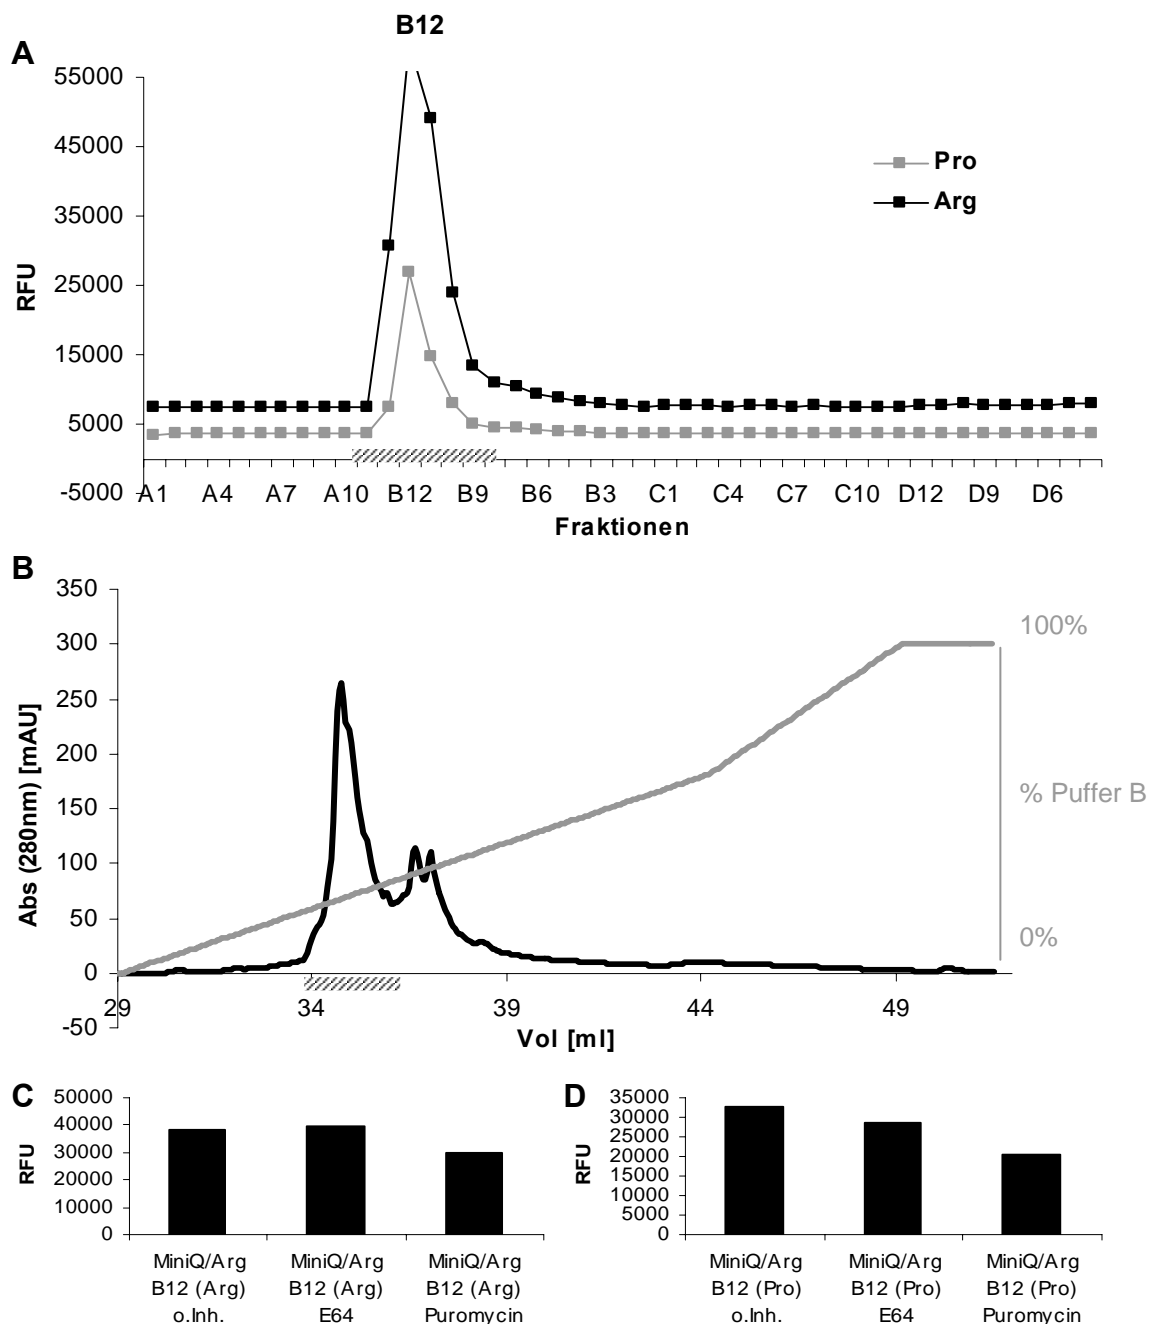 B12
A
55000
45000
35000
25000
15000
5000
-5000
RFU
Pro
Arg
A1 A4 A7 A10 B12 B9 B6 B3 C1 C4 C7 C10 D12 D9 D6
Fraktionen
B
350
300
250
200
150
100
50
0
-50
Abs (280nm) [mAU]
100%
% Puffer B
0%
29 34 39 44 49
Vol [ml]
C
50000
40000
30000
20000
10000
0
RFU
MiniQ/Arg MiniQ/Arg MiniQ/Arg
B12 (Arg) B12 (Arg) B12 (Arg)
o.Inh. E64 Puromycin
D
35000
30000
25000
20000
15000
10000
5000
0
RFU
MiniQ/Arg MiniQ/Arg MiniQ/Arg
B12 (Pro) B12 (Pro) B12 (Pro)
o.Inh. E64 Puromycin